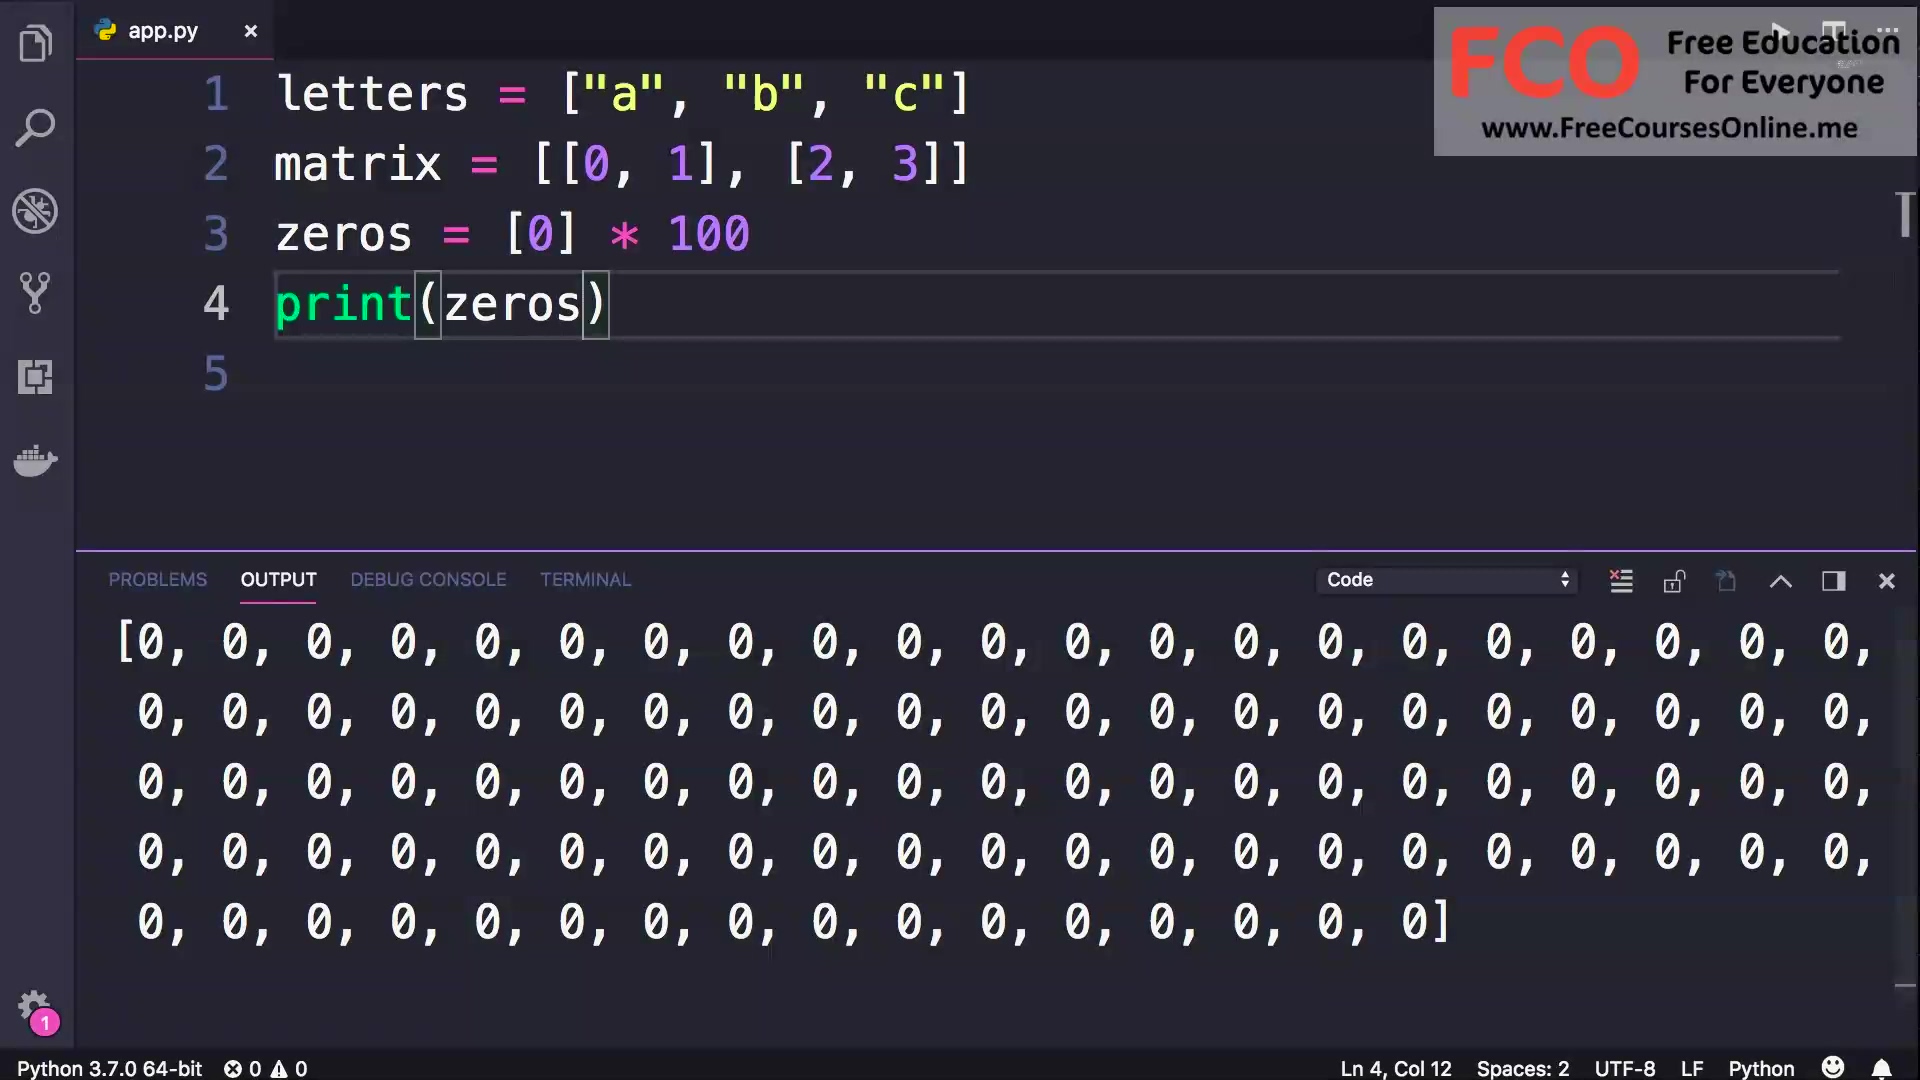 app.py
FCO Free Education
For Everyone
www.FreeCoursesOnline.me
1 letters = ["a", "b", "c"]
2 matrix = [[0, 1], [2, 3]]
3 zeros = [0] * 100
4 print(zeros)
5
PROBLEMS OUTPUT DEBUG CONSOLE TERMINAL Code
[0, 0, 0, 0, 0, 0, 0, 0, 0, 0, 0, 0, 0, 0, 0, 0, 0, 0, 0, 0, 0,
0, 0, 0, 0, 0, 0, 0, 0, 0, 0, 0, 0, 0, 0, 0, 0, 0, 0, 0, 0, 0,
0, 0, 0, 0, 0, 0, 0, 0, 0, 0, 0, 0, 0, 0, 0, 0, 0, 0, 0, 0, 0,
0, 0, 0, 0, 0, 0, 0, 0, 0, 0, 0, 0, 0, 0, 0, 0, 0, 0, 0, 0, 0,
0, 0, 0, 0, 0, 0, 0, 0, 0, 0, 0, 0, 0, 0, 0, 0]
1
Python 3.7.0 64-bit 0 0 Ln 4, Col 12 Spaces: 2 UTF-8 LF Python